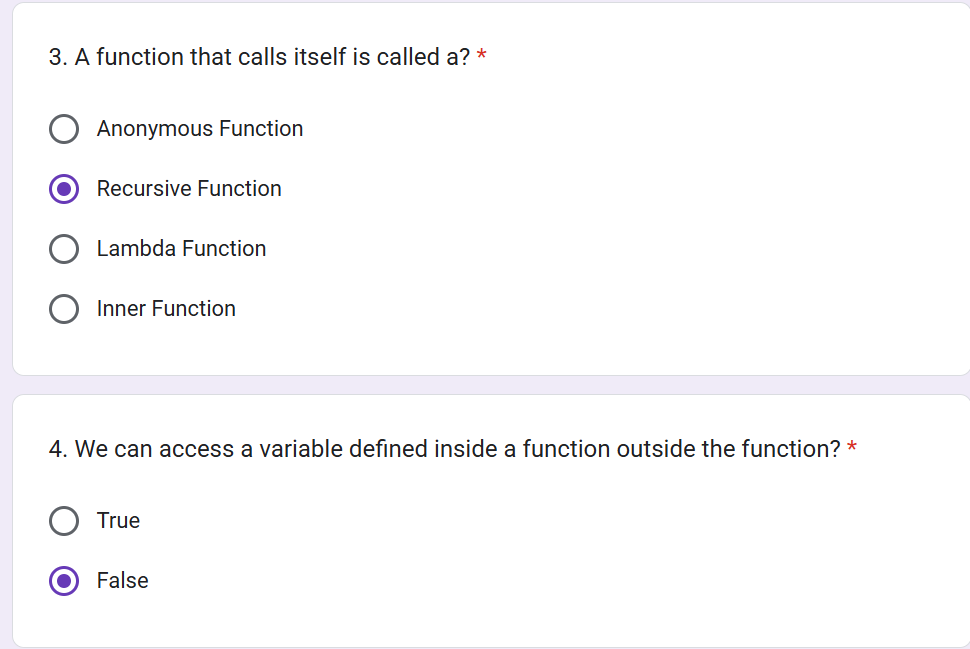 3. A function that calls itself is called a? *
Anonymous Function
Recursive Function
Lambda Function
Inner Function
4. We can access a variable defined inside a function outside the function? *
True
False